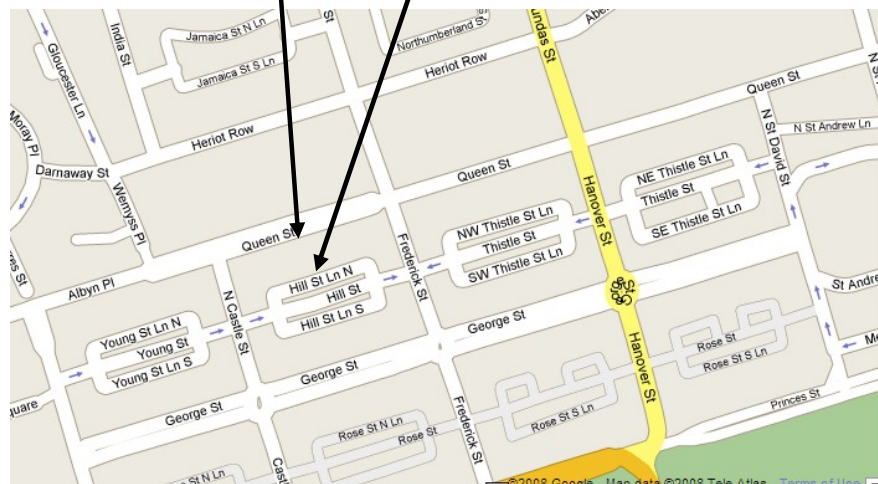 India St
Jamaica St N Ln
Jamaica St S Ln
St
Northumberland St
Gloucester Ln
Heriot Row
Heriot Row
Queen St
N St Andrew Ln
N St David St
Moray Pl
Darnaway St
Wemyss Pl
Queen St
Hanover St
NE Thistle St Ln
Thistle St
SE Thistle St Ln
NW Thistle St Ln
Thistle St
SW Thistle St Ln
Queen St
Frederick St
Albyn Pl
Hill St Ln N
Hill St
Hill St Ln S
N Castle St
George St
Young St Ln N
Young St
Young St Ln S
George St
George St
Hanover St
Rose St
Rose St S Ln
Princes St
Rose St S Ln
Frederick St
Rose St N Ln
Rose St
St N Ln
©2008 Google - Map data ©2008 Tele Atlas - Terms of Use